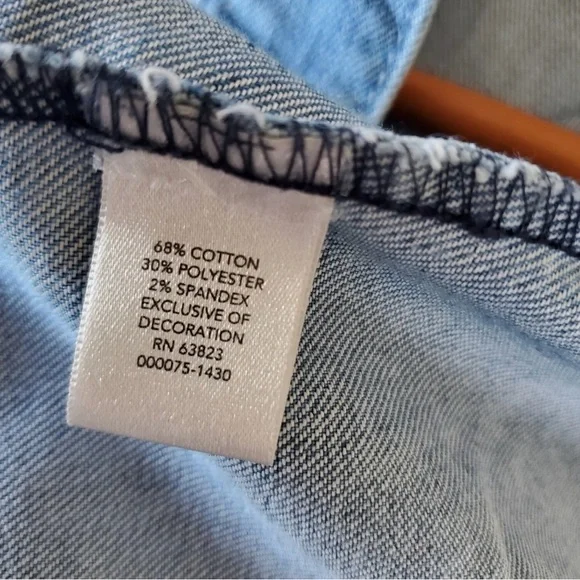 68% COTTON
30% POLYESTER
2% SPANDEX
EXCLUSIVE OF
DECORATION
RN 63823
000075-1430